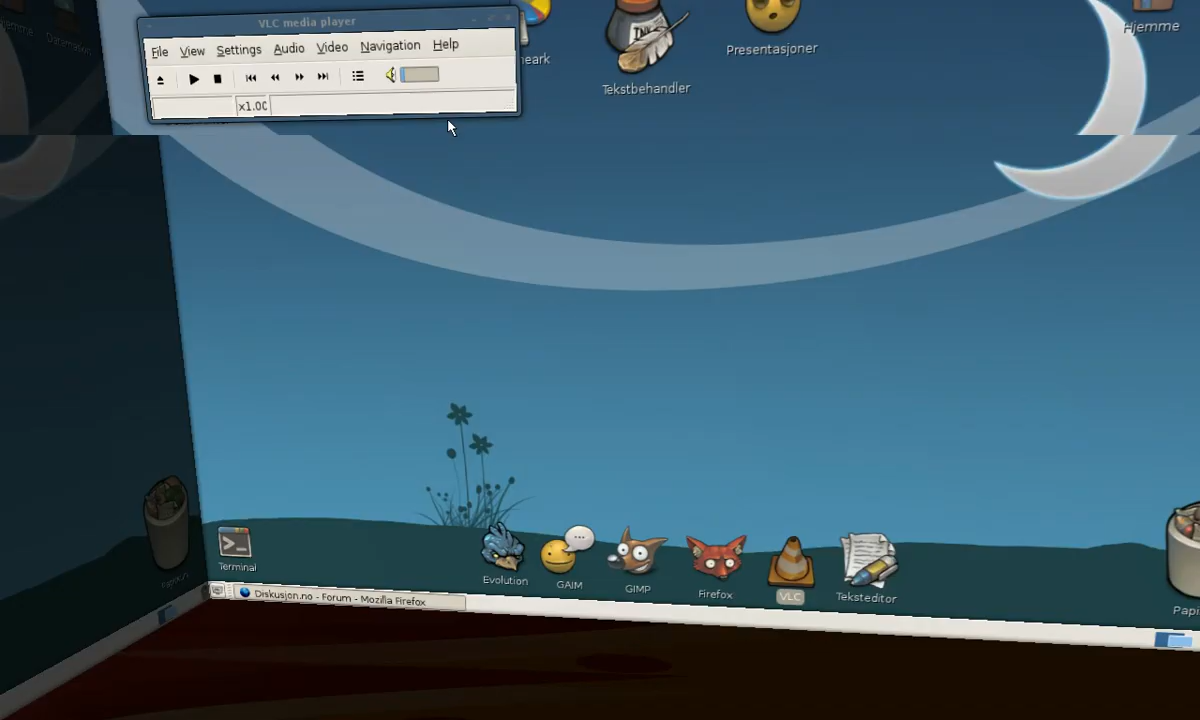 VLC media player
File View Settings Audio Video Navigation Help
x1.00
Hjemme
Presentasjoner
Tekstbehandler
Terminal
Evolution
GAIM
GIMP
Firefox
VLC
Teksteditor
Diskusjon.no - Forum - Mozilla Firefox